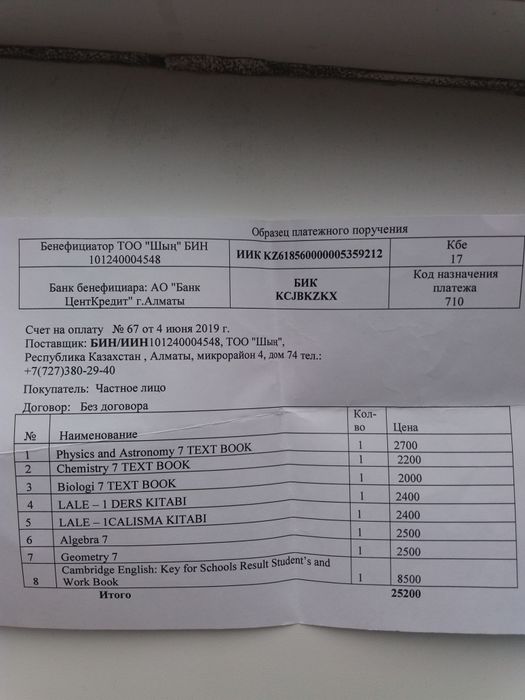 Образец платежного поручения
Бенефициатор ТОО "Шың" БИН
101240004548
ИИК KZ618560000005359212
Кбе
17
Банк бенефициара: АО "Банк
ЦентКредит" г.Алматы
БИК
KCJBKZKX
Код назначения
платежа
710
Счет на оплату № 67 от 4 июня 2019 г.
Поставщик: БИН/ИИН101240004548, ТОО "Шың",
Республика Казахстан , Алматы, микрорайон 4, дом 74 тел.:
+7(727)380-29-40
Покупатель: Частное лицо
Договор: Без договора
№ Наименование Кол-
во Цена
1 Physics and Astronomy 7 TEXT BOOK 1 2700
2 Chemistry 7 TEXT BOOK 1 2200
3 Biologi 7 TEXT BOOK 1 2000
4 LALE – 1 DERS KITABI 1 2400
5 LALE – 1CALISMA KITABI 1 2400
6 Algebra 7 1 2500
7 Geometry 7 1 2500
8 Cambridge English: Key for Schools Result Student's and
Work Book 1 8500
Итого 25200